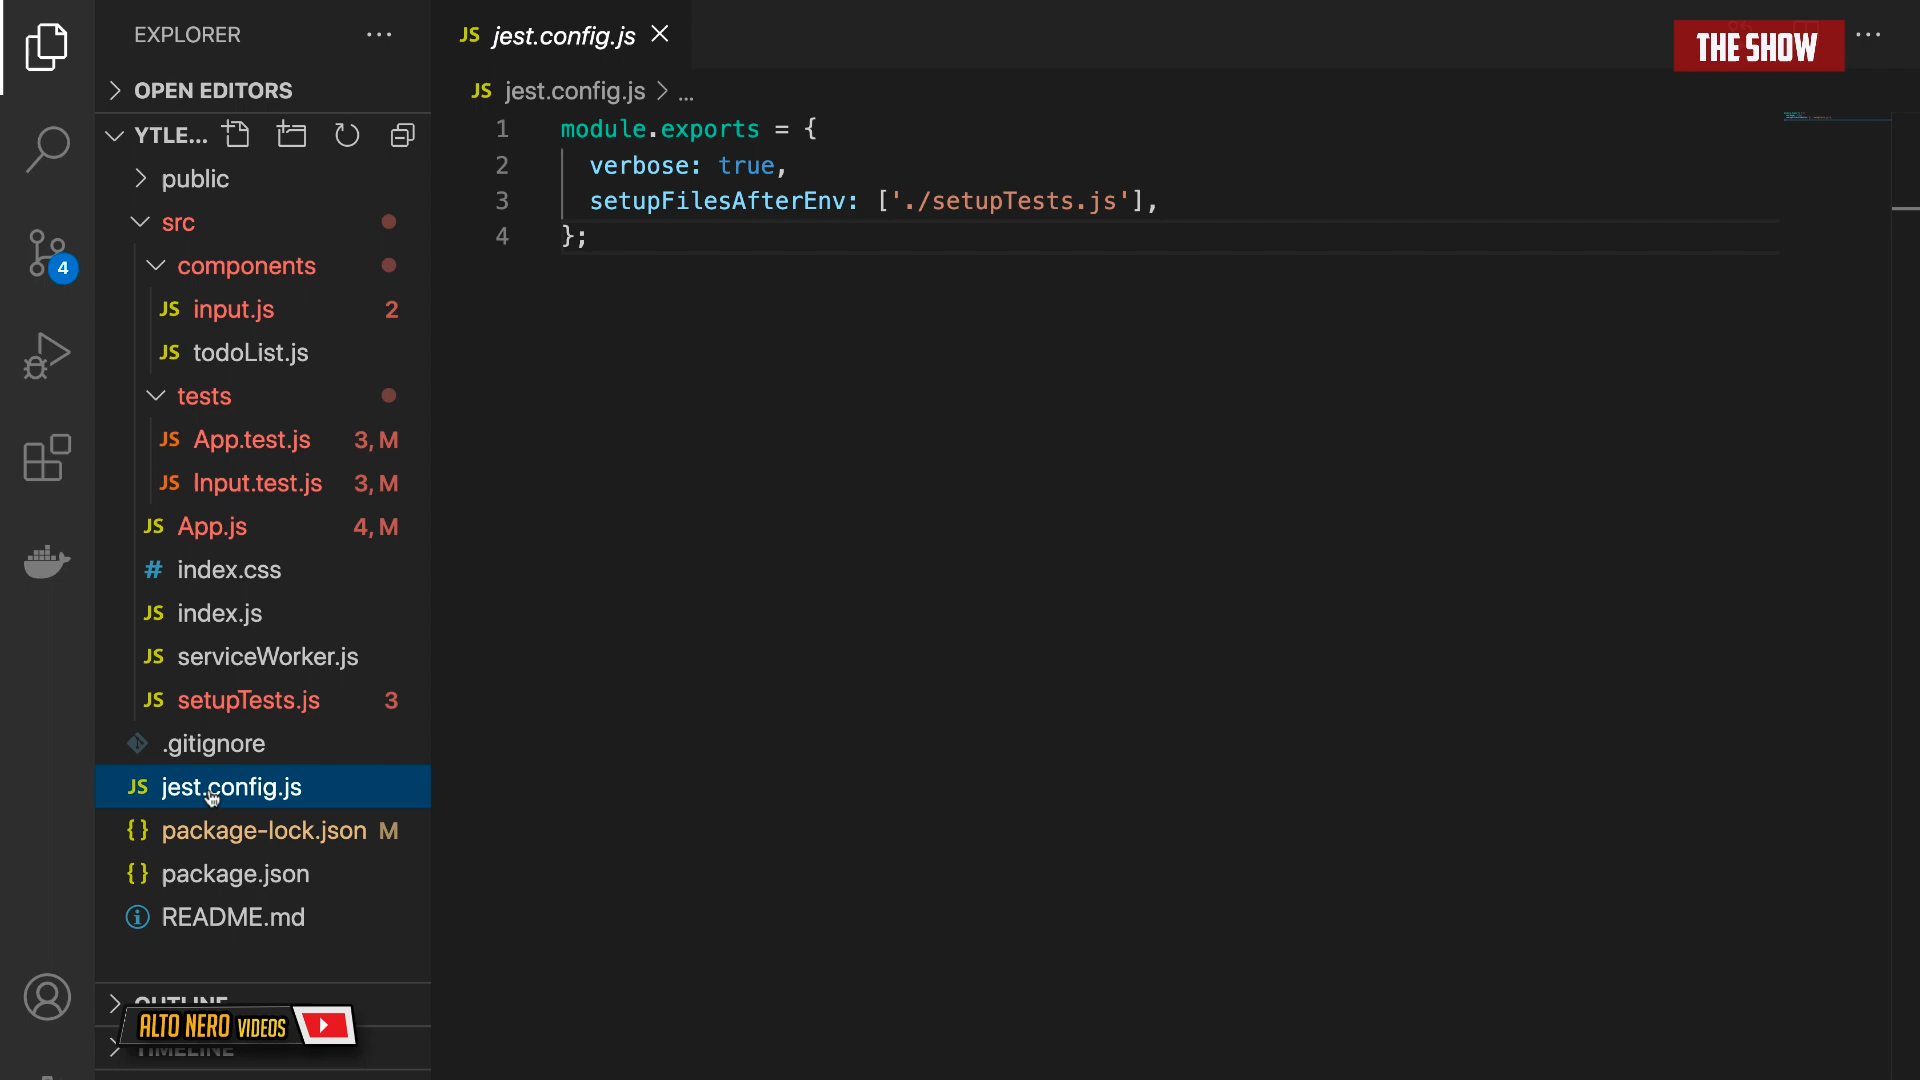 EXPLORER
OPEN EDITORS
YTLE...
public
src
components
JS input.js 2
JS todoList.js
tests
JS App.test.js 3, M
JS Input.test.js 3, M
JS App.js 4, M
# index.css
JS index.js
JS serviceWorker.js
JS setupTests.js 3
.gitignore
JS jest.config.js
{} package-lock.json M
{} package.json
README.md
OUTLINE
TIMELINE
4
ALTO NERO VIDEOS
JS jest.config.js
THE SHOW
JS jest.config.js > ...
1 module.exports = {
2 verbose: true,
3 setupFilesAfterEnv: ['./setupTests.js'],
4 };